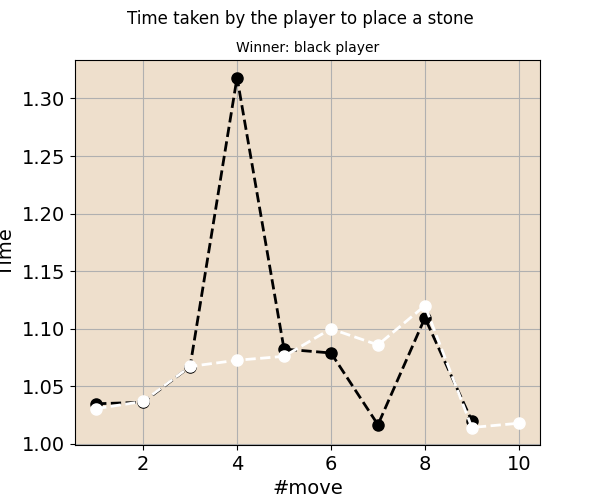 Time taken by the player to place a stone
Winner: black player
1.30
1.25
1.20
1.15
1.10
1.05
1.00
Time
2 4 6 8 10
#move